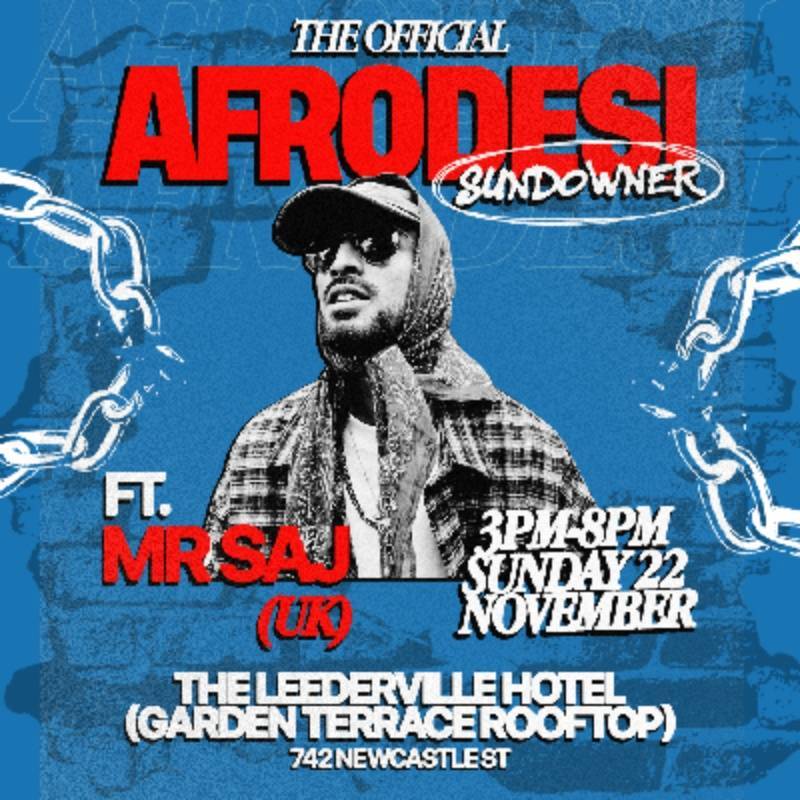 THE OFFICIAL
AFRODESI
SUNDOWNER
FT.
MR SAJ
(UK)
3PM-8PM
SUNDAY 22
NOVEMBER
THE LEEDERVILLE HOTEL
(GARDEN TERRACE ROOFTOP)
742 NEWCASTLE ST